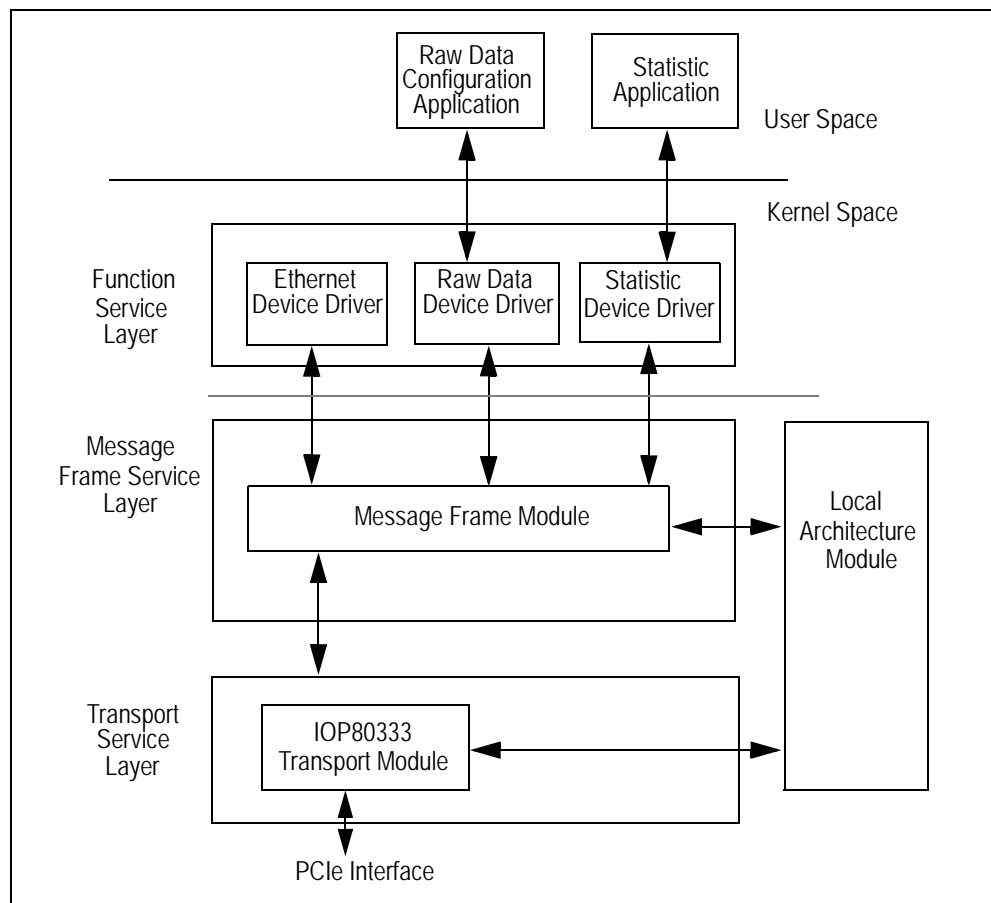 Raw Data
Configuration
Application
Statistic
Application
User Space
Kernel Space
Function
Service
Layer
Ethernet
Device Driver
Raw Data
Device Driver
Statistic
Device Driver
Message
Frame Service
Layer
Message Frame Module
Local
Architecture
Module
Transport
Service
Layer
IOP80333
Transport Module
PCIe Interface